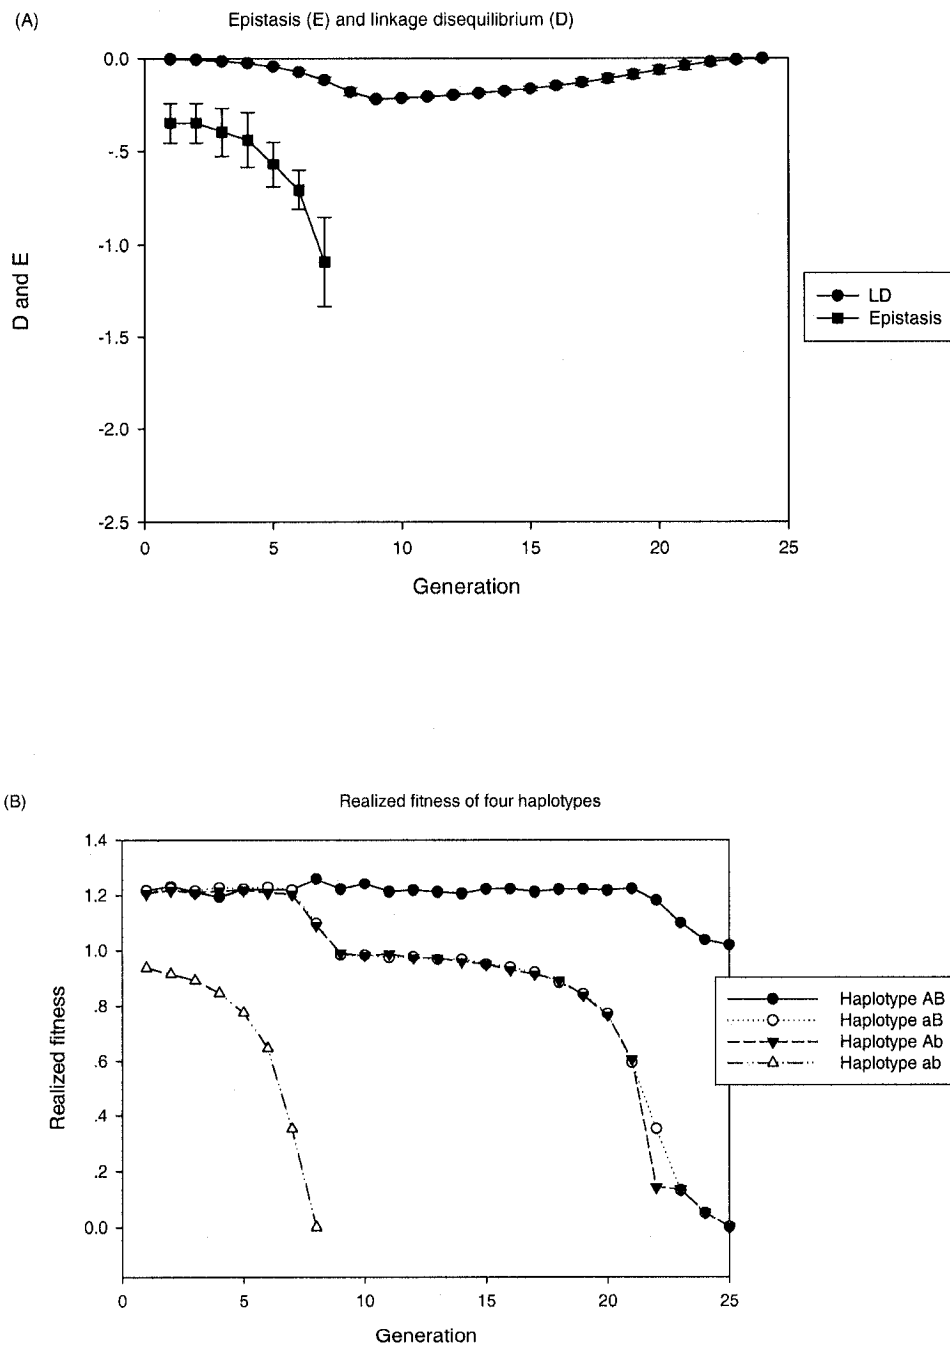 (A) Epistasis (E) and linkage disequilibrium (D)
0.0
-.5
-1.0
-1.5
-2.0
-2.5
D and E
0 5 10 15 20 25
Generation
LD
Epistasis
(B) Realized fitness of four haplotypes
1.4
1.2
1.0
.8
.6
.4
.2
0.0
Realized fitness
0 5 10 15 20 25
Generation
Haplotype AB
Haplotype aB
Haplotype Ab
Haplotype ab